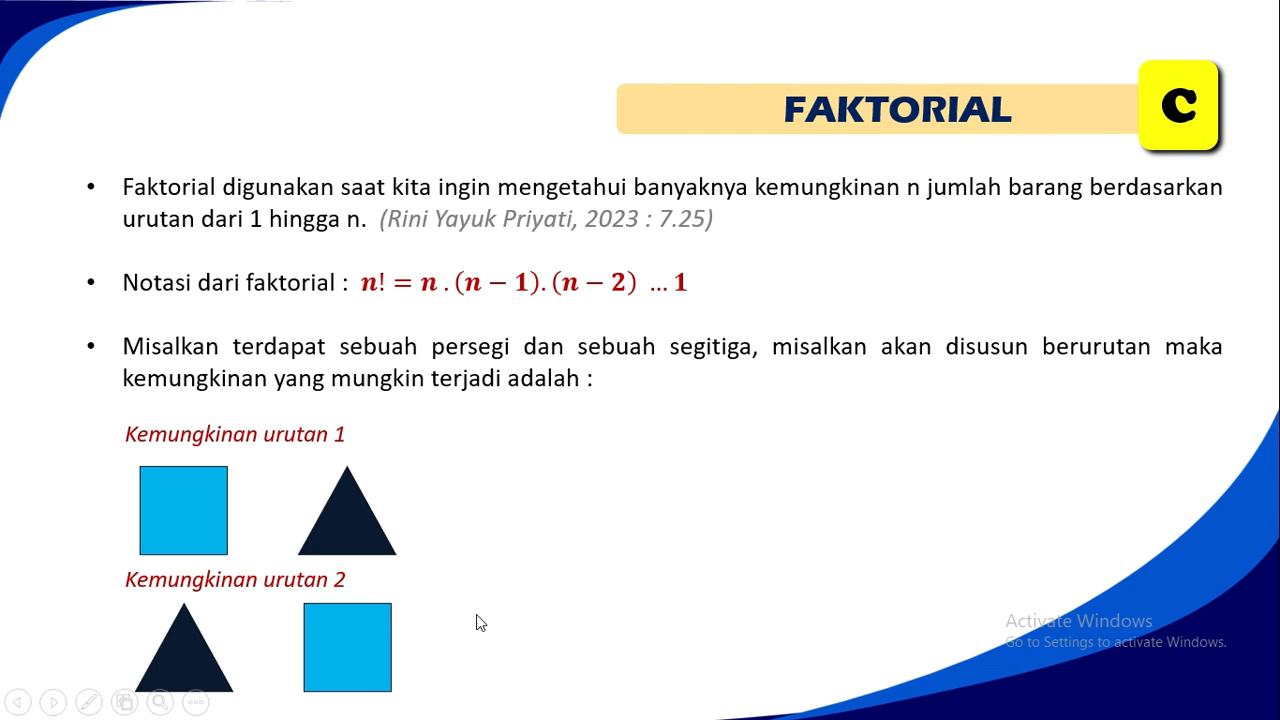 FAKTORIAL
C
• Faktorial digunakan saat kita ingin mengetahui banyaknya kemungkinan n jumlah barang berdasarkan
urutan dari 1 hingga n. (Rini Yayuk Priyati, 2023 : 7.25)
• Notasi dari faktorial : n! = n . (n − 1). (n − 2) … 1
• Misalkan terdapat sebuah persegi dan sebuah segitiga, misalkan akan disusun berurutan maka
kemungkinan yang mungkin terjadi adalah :
Kemungkinan urutan 1
Kemungkinan urutan 2
Activate Windows
Go to Settings to activate Windows.